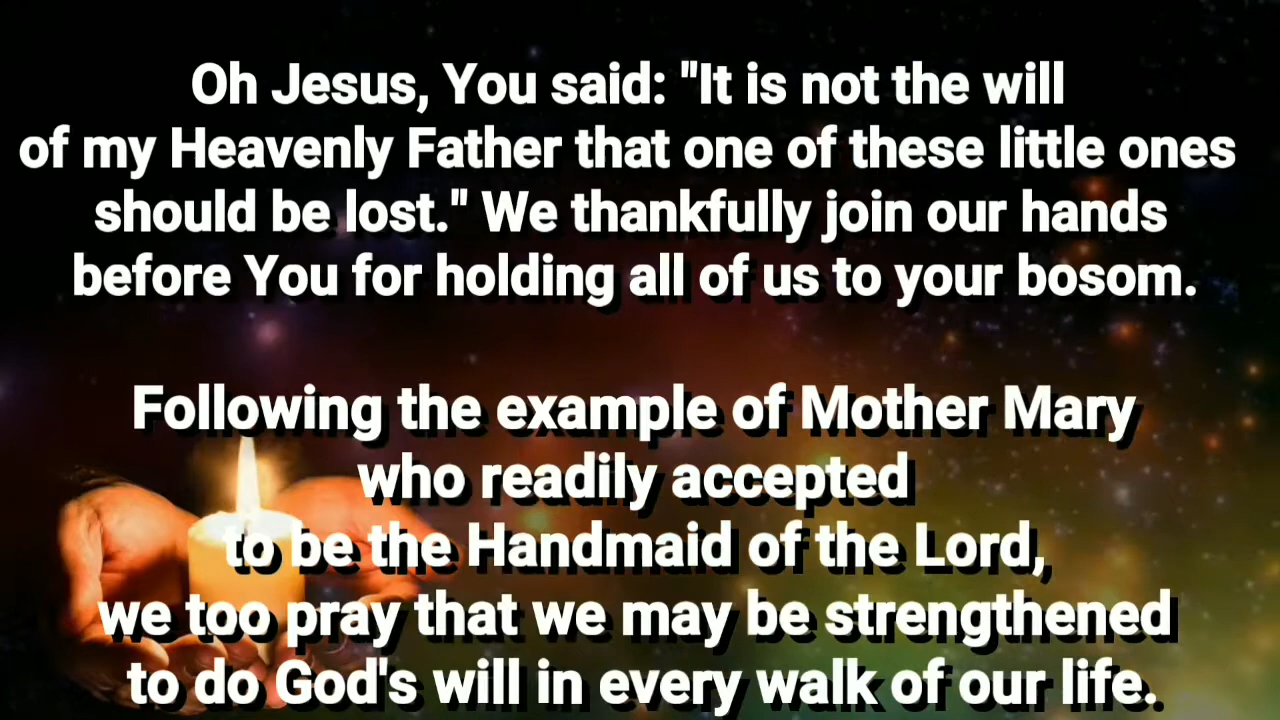 Oh Jesus, You said: "It is not the will
of my Heavenly Father that one of these little ones
should be lost." We thankfully join our hands
before You for holding all of us to your bosom.
Following the example of Mother Mary
who readily accepted
to be the Handmaid of the Lord,
we too pray that we may be strengthened
to do God's will in every walk of our life.